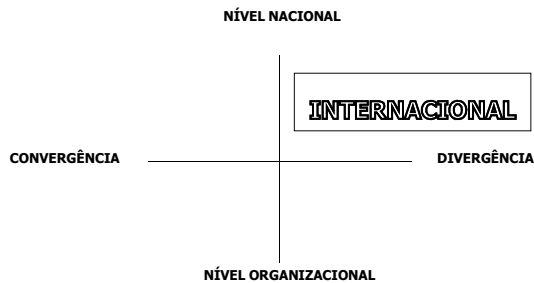 NÍVEL NACIONAL
INTERNACIONAL
CONVERGÊNCIA
DIVERGÊNCIA
NÍVEL ORGANIZACIONAL